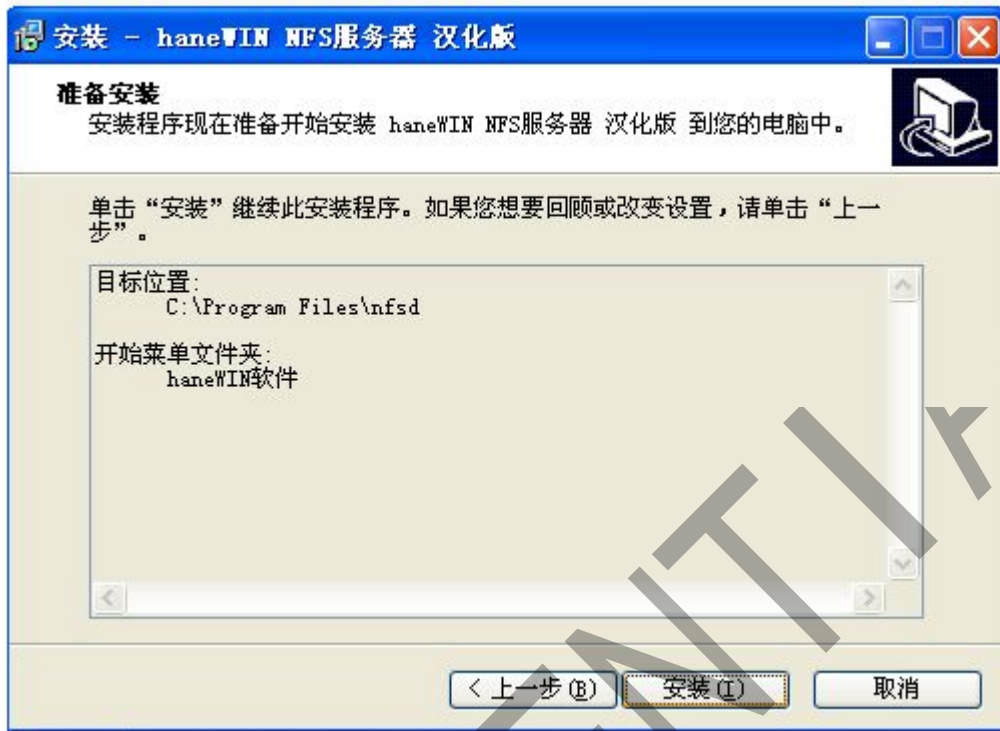 安装 - haneWIN NFS服务器 汉化版
准备安装
安装程序现在准备开始安装 haneWIN NFS服务器 汉化版 到您的电脑中。
单击“安装”继续此安装程序。如果您想要回顾或改变设置，请单击“上一
步”。
目标位置:
C:\Program Files\nfsd
开始菜单文件夹:
haneWIN软件
< 上一步(B)
安装(I)
取消
ENTIA